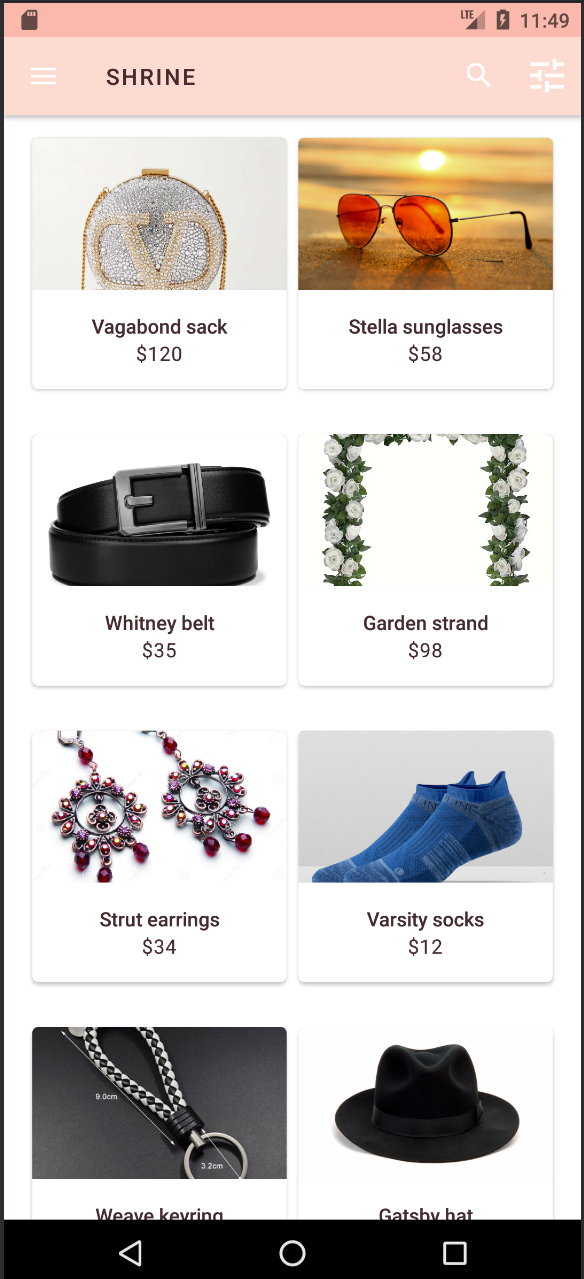 LTE 11:49
SHRINE
Vagabond sack
$120
Stella sunglasses
$58
Whitney belt
$35
Garden strand
$98
Strut earrings
$34
Varsity socks
$12
9.0cm
3.2cm
Weave keyring
Gatsby hat